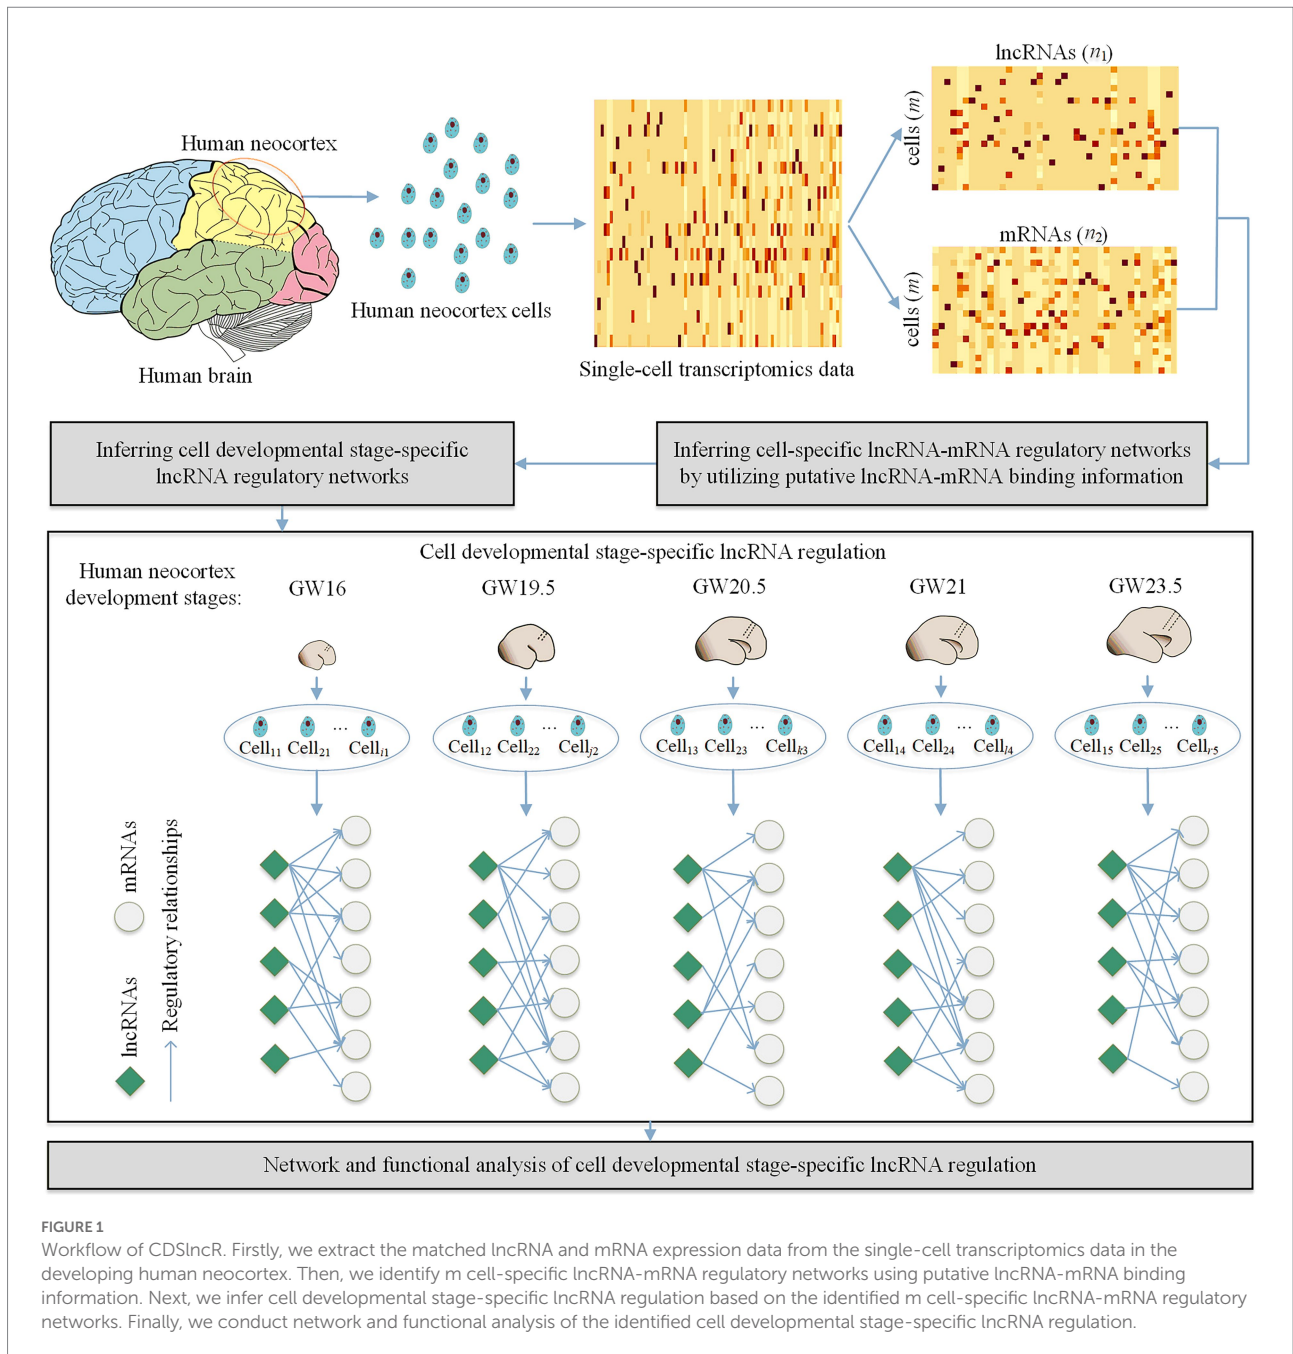 lncRNAs (n1)
cells (m)
Human neocortex
mRNAs (n2)
cells (m)
Human neocortex cells
Single-cell transcriptomics data
Human brain
Inferring cell developmental stage-specific
lncRNA regulatory networks
Inferring cell-specific lncRNA-mRNA regulatory networks
by utilizing putative lncRNA-mRNA binding information
Cell developmental stage-specific lncRNA regulation
Human neocortex
development stages:
GW16 GW19.5 GW20.5 GW21 GW23.5
... ... ... ... ...
Cell11 Cell21 Celli1 Cell12 Cell22 Cellj2 Cell13 Cell23 Cellk3 Cell14 Cell24 Celll4 Cell15 Cell25 Cellr5
mRNAs
lncRNAs
Regulatory relationships
Network and functional analysis of cell developmental stage-specific lncRNA regulation
FIGURE 1
Workflow of CDSlncR. Firstly, we extract the matched lncRNA and mRNA expression data from the single-cell transcriptomics data in the
developing human neocortex. Then, we identify m cell-specific lncRNA-mRNA regulatory networks using putative lncRNA-mRNA binding
information. Next, we infer cell developmental stage-specific lncRNA regulation based on the identified m cell-specific lncRNA-mRNA regulatory
networks. Finally, we conduct network and functional analysis of the identified cell developmental stage-specific lncRNA regulation.